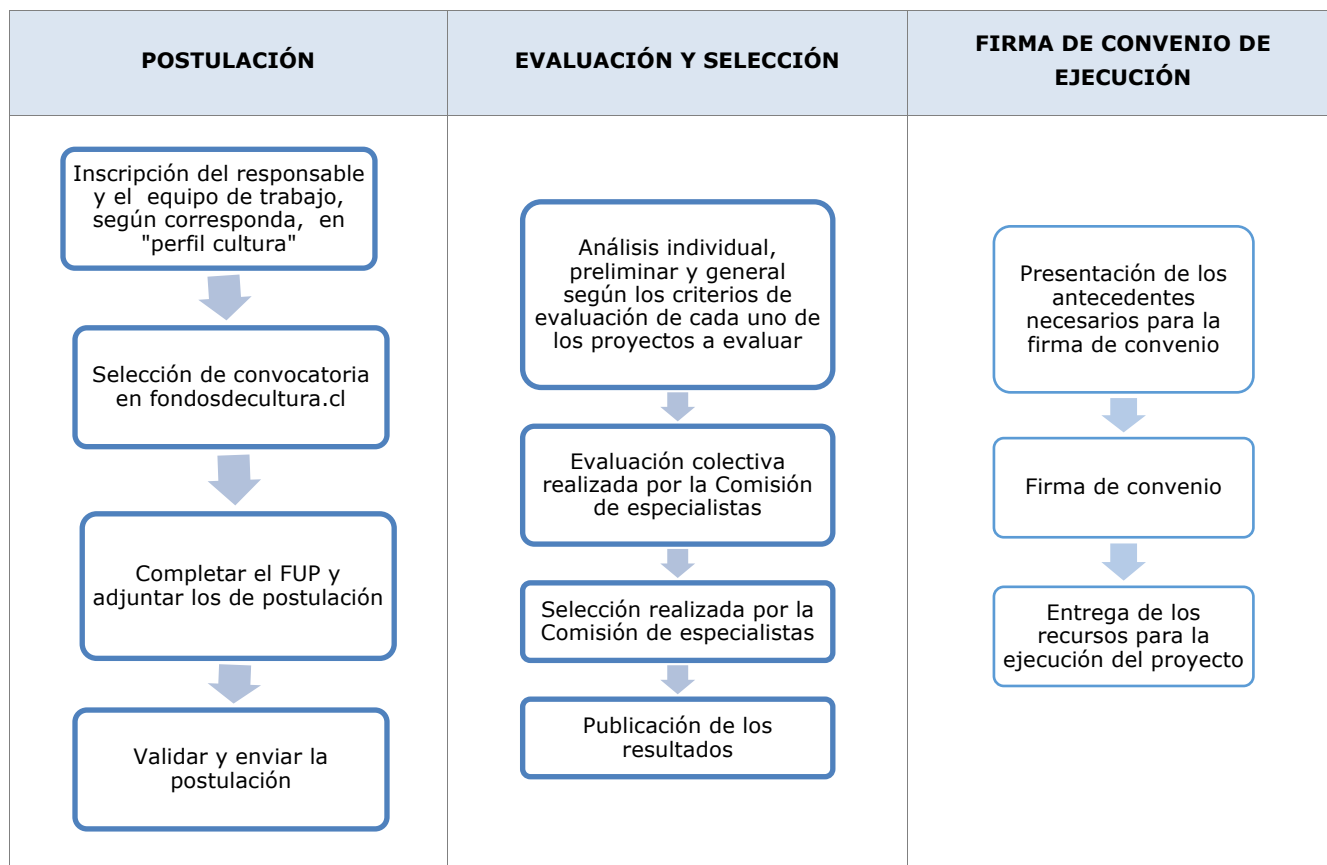 POSTULACIÓN
Inscripción del responsable
y el equipo de trabajo,
según corresponda, en
"perfil cultura"
Selección de convocatoria
en fondosdecultura.cl
Completar el FUP y
adjuntar los de postulación
Validar y enviar la
postulación
EVALUACIÓN Y SELECCIÓN
Análisis individual,
preliminar y general
según los criterios de
evaluación de cada uno de
los proyectos a evaluar
Evaluación colectiva
realizada por la Comisión
de especialistas
Selección realizada por la
Comisión de especialistas
Publicación de los
resultados
FIRMA DE CONVENIO DE
EJECUCIÓN
Presentación de los
antecedentes
necesarios para la
firma de convenio
Firma de convenio
Entrega de los
recursos para la
ejecución del proyecto